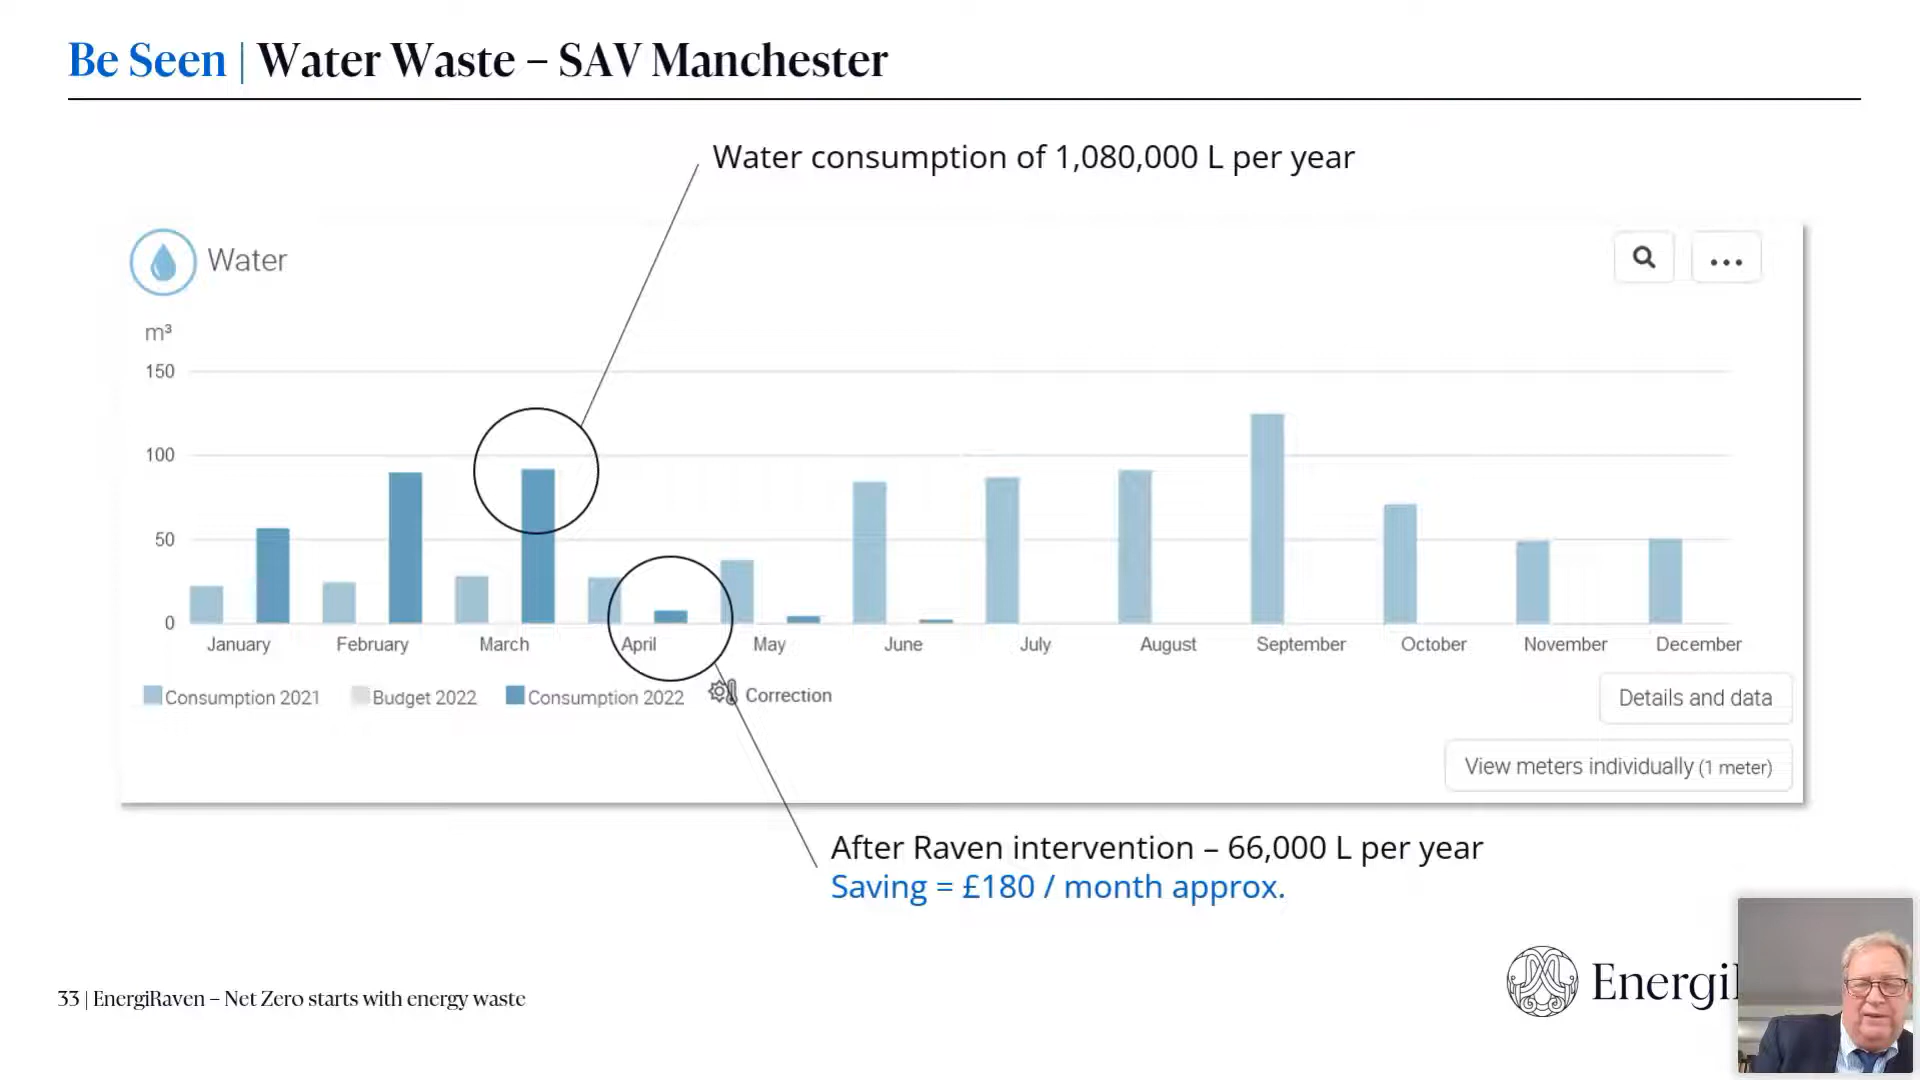 Be Seen | Water Waste – SAV Manchester
Water consumption of 1,080,000 L per year
Water
...
m³
150
100
50
0
January February March April May June July August September October November December
Consumption 2021 Budget 2022 Consumption 2022 Correction
Details and data
View meters individually (1 meter)
After Raven intervention – 66,000 L per year
Saving = £180 / month approx.
33 | EnergiRaven – Net Zero starts with energy waste
Energi